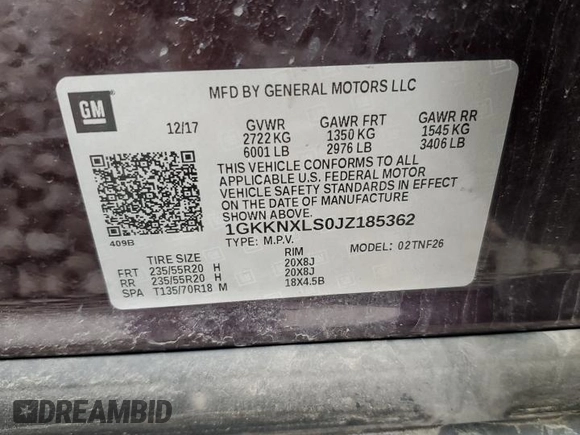 GM
MFD BY GENERAL MOTORS LLC
12/17 GVWR GAWR FRT GAWR RR
2722 KG 1350 KG 1545 KG
6001 LB 2976 LB 3406 LB
THIS VEHICLE CONFORMS TO ALL
APPLICABLE U.S. FEDERAL MOTOR
VEHICLE SAFETY STANDARDS IN EFFECT
ON THE DATE OF MANUFACTURE
SHOWN ABOVE.
1GKKNXLS0JZ185362
409B
TYPE: M.P.V. MODEL: 02TNF26
TIRE SIZE RIM
FRT 235/55R20 H 20X8J
RR 235/55R20 H 20X8J
SPA T135/70R18 M 18X4.5B
DREAMBID